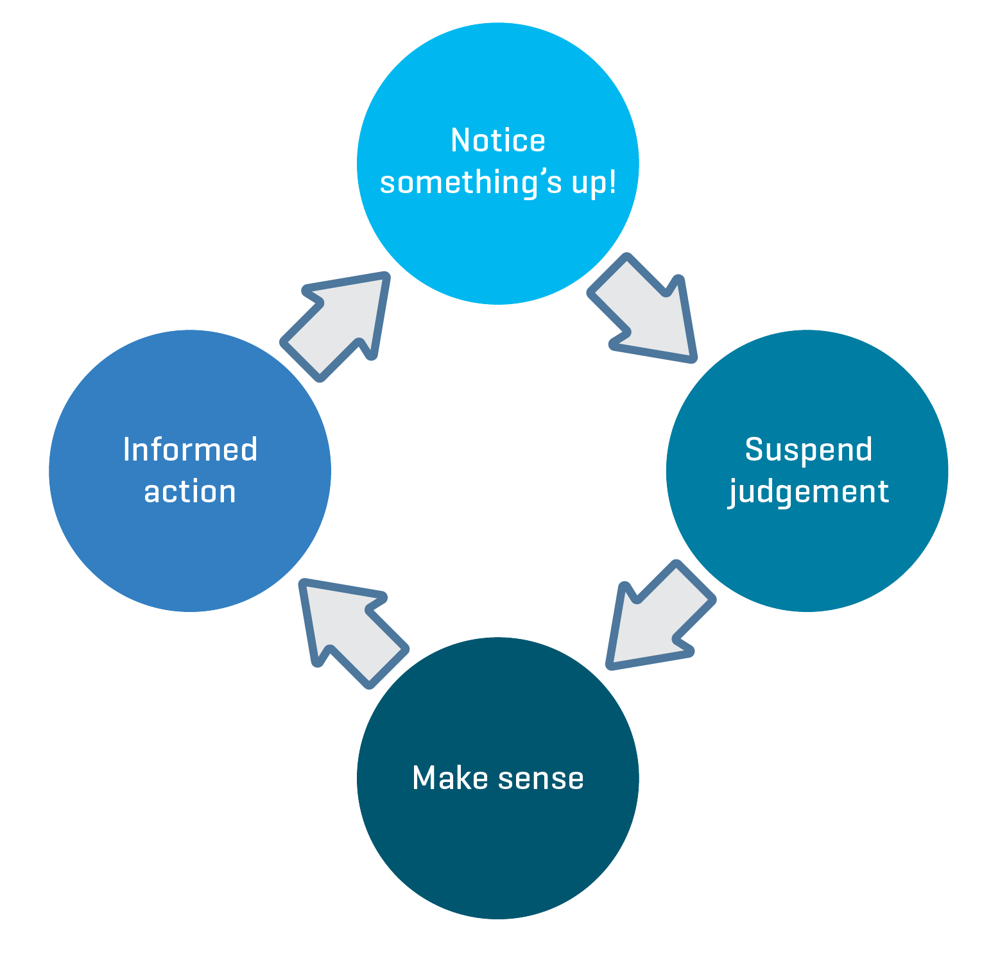 Notice
something’s up!
Suspend
judgement
Make sense
Informed
action